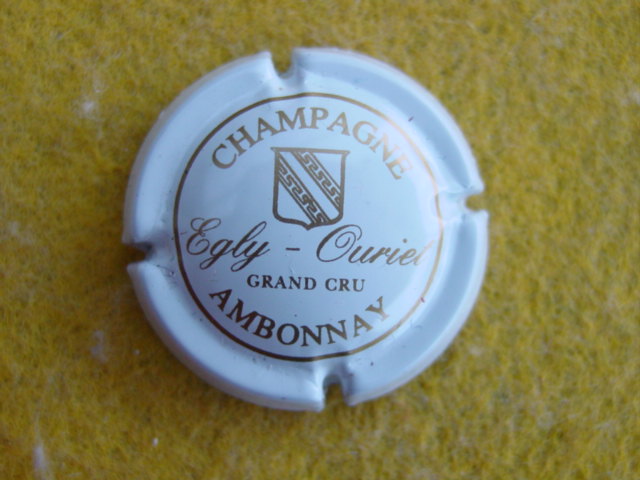 CHAMPAGNE
Egly - Ouriet
GRAND CRU
AMBONNAY